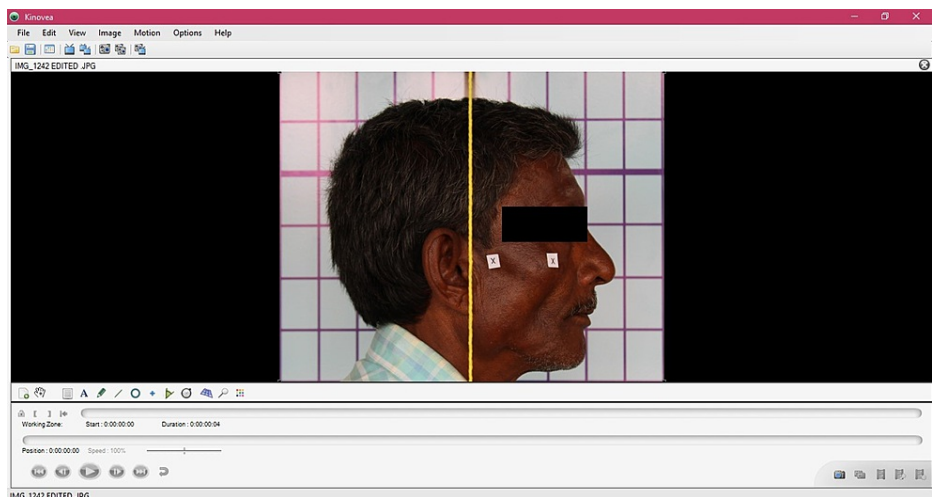 Kinovea
File Edit View Image Motion Options Help
IMG_1242 EDITED .JPG
X X
Working Zone: Start : 0:00:00:00 Duration : 0:00:00:04
Position : 0:00:00:00 Speed : 100%
IMG_1242 EDITED .JPG